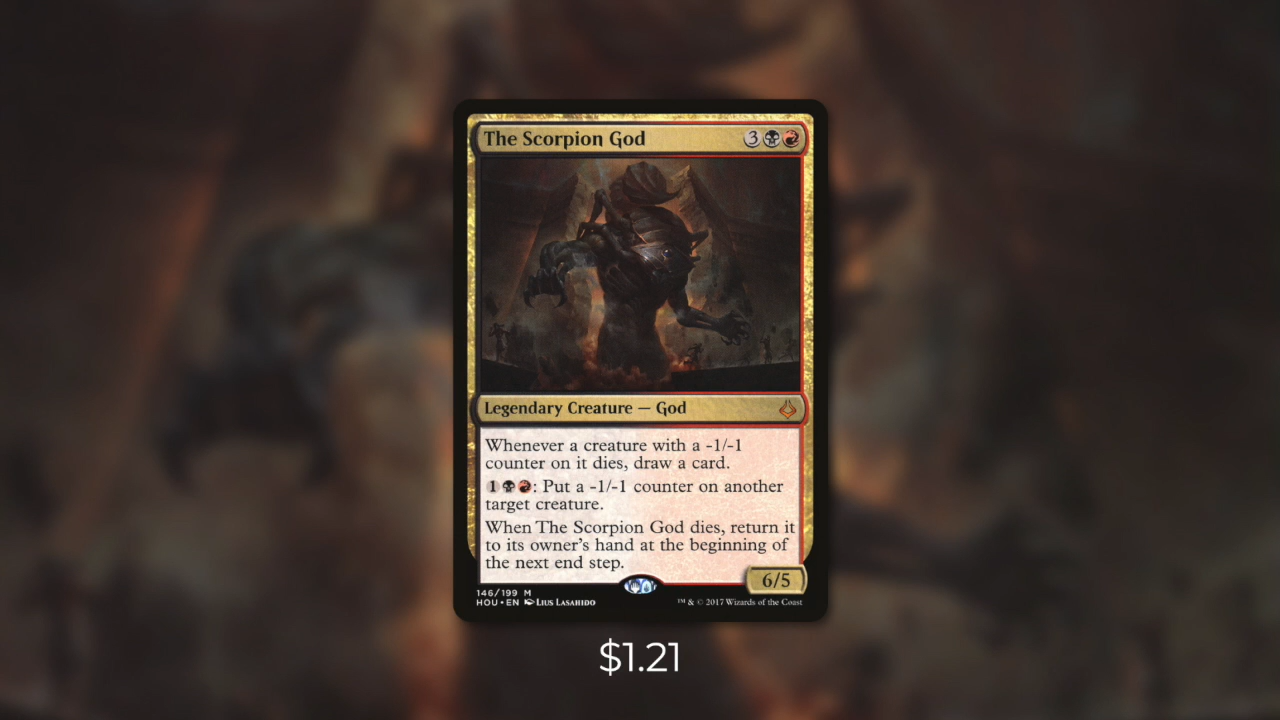 The Scorpion God 3
Legendary Creature — God
Whenever a creature with a -1/-1
counter on it dies, draw a card.
1 : Put a -1/-1 counter on another
target creature.
When The Scorpion God dies, return it
to its owner's hand at the beginning of
the next end step.
6/5
146/199 M
HOU • EN Lius Lasahido
™ & © 2017 Wizards of the Coast
$1.21